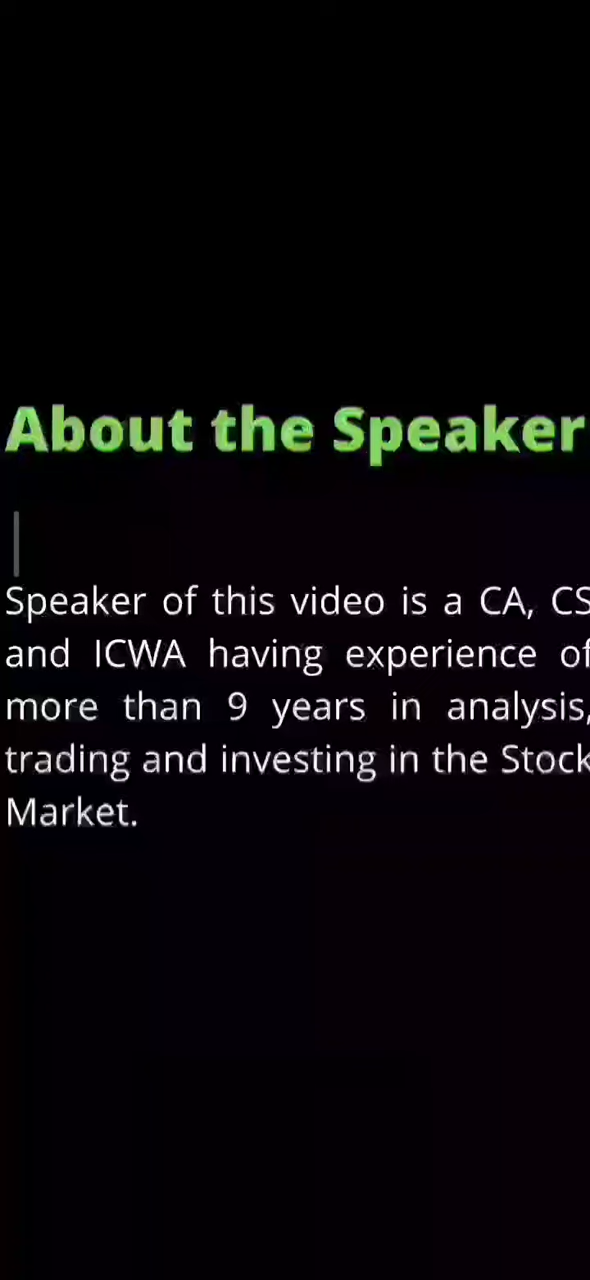 About the Speaker
Speaker of this video is a CA, CS
and ICWA having experience of
more than 9 years in analysis,
trading and investing in the Stock
Market.